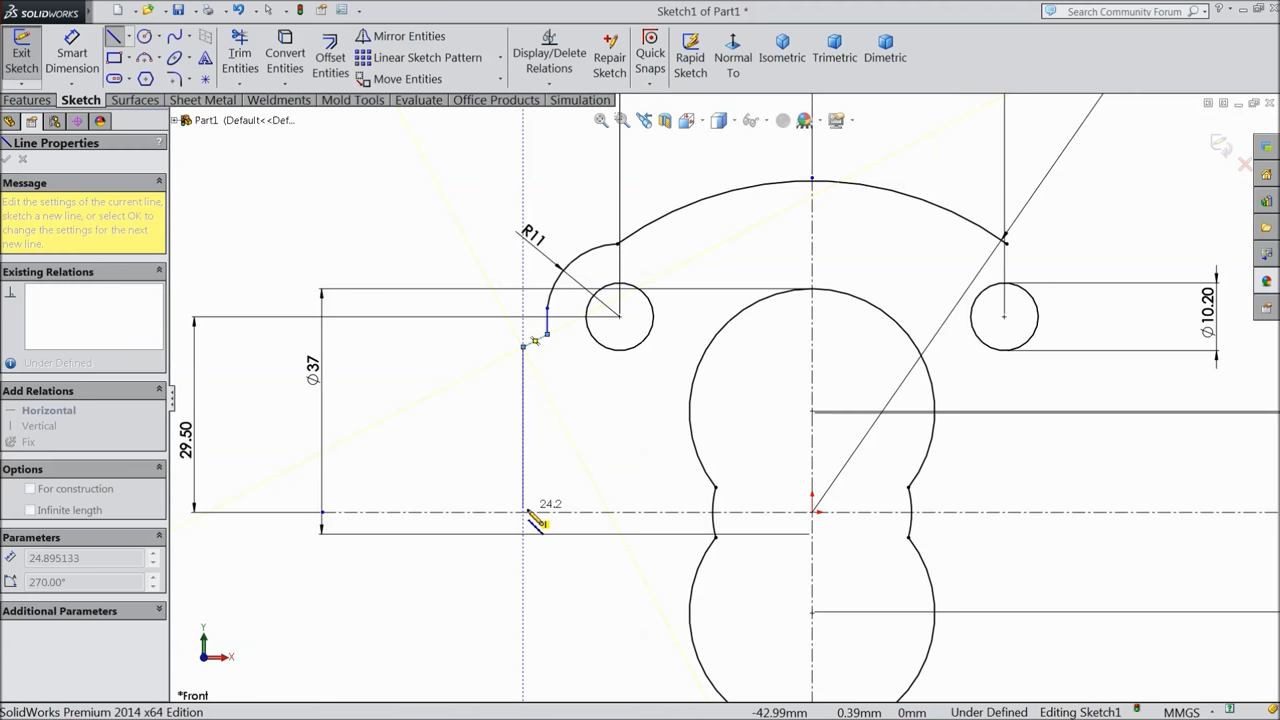 SOLIDWORKS
Sketch1 of Part1 *
Search Community Forum
Exit Sketch
Smart Dimension
Trim Entities
Convert Entities
Offset Entities
Mirror Entities
Linear Sketch Pattern
Move Entities
Display/Delete Relations
Repair Sketch
Quick Snaps
Rapid Sketch
Normal To
Isometric
Trimetric
Dimetric
Features
Sketch
Surfaces
Sheet Metal
Weldments
Mold Tools
Evaluate
Office Products
Simulation
Part1 (Default<<Def...
Line Properties
?
Message
Edit the settings of the current line,
sketch a new line, or select OK to
change the settings for the next
new line.
Existing Relations
Under Defined
Add Relations
Horizontal
Vertical
Fix
Options
For construction
Infinite length
Parameters
24.895133
270.00°
Additional Parameters
R11
∅37
29.50
∅10.20
24.2
Y
X
*Front
SolidWorks Premium 2014 x64 Edition
-42.99mm
0.39mm
0mm
Under Defined
Editing Sketch1
MMGS